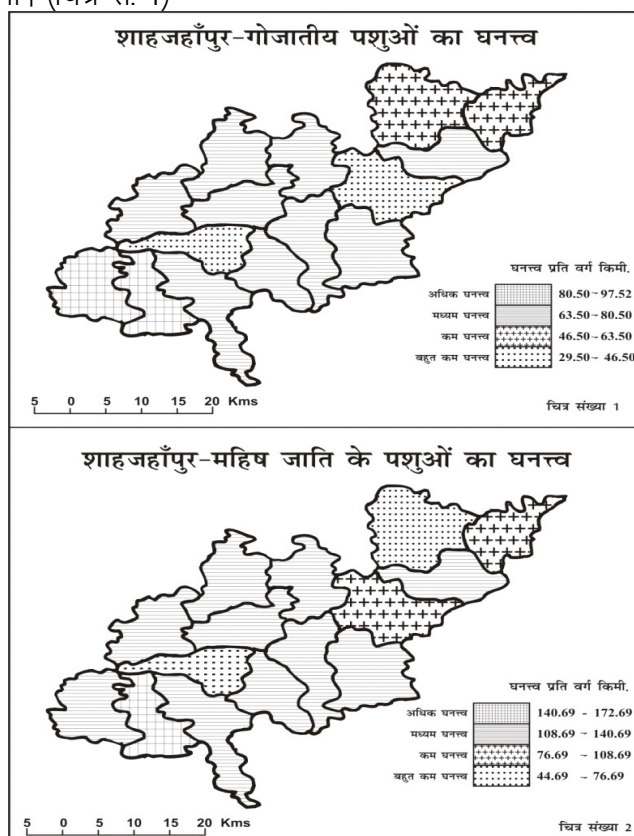 शाहजहाँपुर-गोजातीय पशुओं का घनत्त्व
घनत्त्व प्रति वर्ग किमी.
अधिक घनत्त्व 80.50-97.52
मध्यम घनत्त्व 63.50-80.50
कम घनत्त्व 46.50-63.50
बहुत कम घनत्त्व 29.50- 46.50
5 0 5 10 20 Kms
चित्र संख्या 1
शाहजहाँपुर-महिष जाति के पशुओं का घनत्त्व
घनत्त्व प्रति वर्ग किमी.
अधिक घनत्त्व 140.69 - 172.69
मध्यम घनत्त्व 108.69 - 140.69
कम घनत्त्व 76.69 - 108.69
बहुत कम घनत्त्व 44.69 - 76.69
5 0 10 10 20 Kms
चित्र संख्या 2